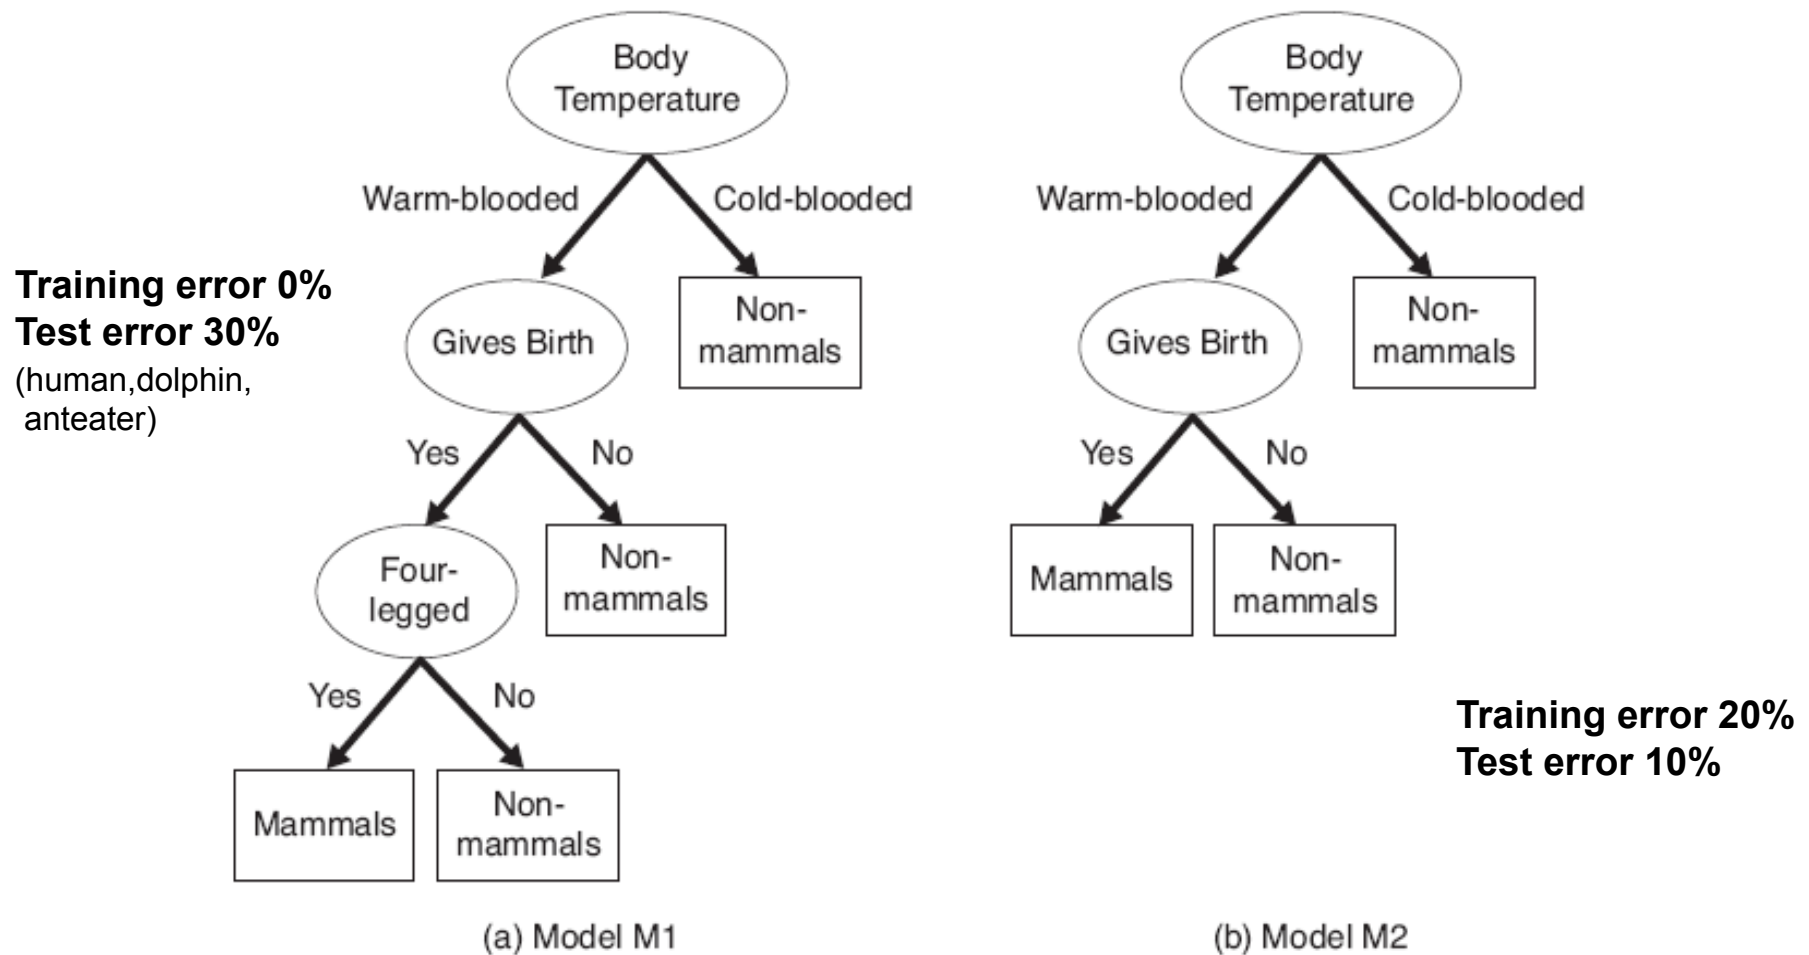 Body
Temperature
Warm-blooded
Cold-blooded
Training error 0%
Test error 30%
(human,dolphin,
anteater)
Gives Birth
Non-
mammals
Yes
No
Four-
legged
Non-
mammals
Yes
No
Mammals
Non-
mammals
(a) Model M1
Body
Temperature
Warm-blooded
Cold-blooded
Gives Birth
Non-
mammals
Yes
No
Mammals
Non-
mammals
Training error 20%
Test error 10%
(b) Model M2